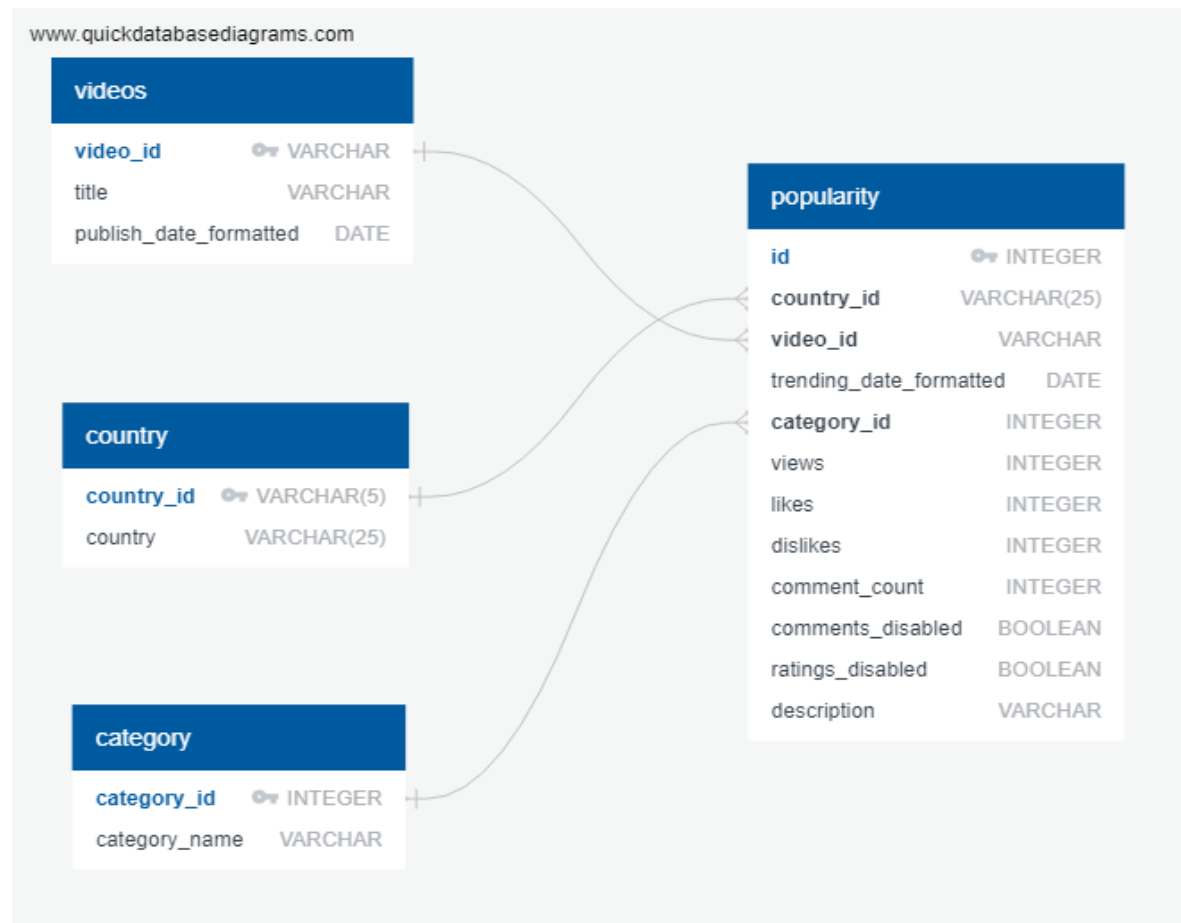 www.quickdatabasediagrams.com
videos
video_id VARCHAR
title VARCHAR
publish_date_formatted DATE
country
country_id VARCHAR(5)
country VARCHAR(25)
category
category_id INTEGER
category_name VARCHAR
popularity
id INTEGER
country_id VARCHAR(25)
video_id VARCHAR
trending_date_formatted DATE
category_id INTEGER
views INTEGER
likes INTEGER
dislikes INTEGER
comment_count INTEGER
comments_disabled BOOLEAN
ratings_disabled BOOLEAN
description VARCHAR